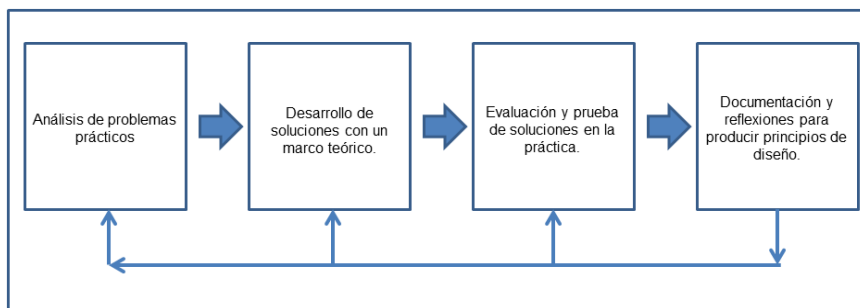 Análisis de problemas
prácticos
Desarrollo de
soluciones con un
marco teórico.
Evaluación y prueba
de soluciones en la
práctica.
Documentación y
reflexiones para
producir principios de
diseño.